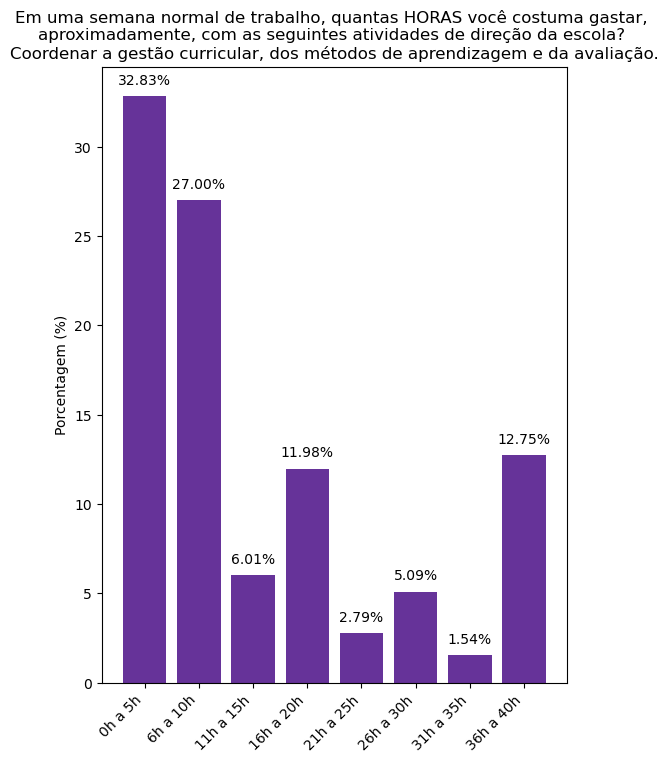 Em uma semana normal de trabalho, quantas HORAS você costuma gastar,
aproximadamente, com as seguintes atividades de direção da escola?
Coordenar a gestão curricular, dos métodos de aprendizagem e da avaliação.
32.83%
27.00%
6.01%
11.98%
2.79%
5.09%
1.54%
12.75%
Porcentagem (%)
30
25
20
15
10
5
0
0h a 5h
6h a 10h
11h a 15h
16h a 20h
21h a 25h
26h a 30h
31h a 35h
36h a 40h